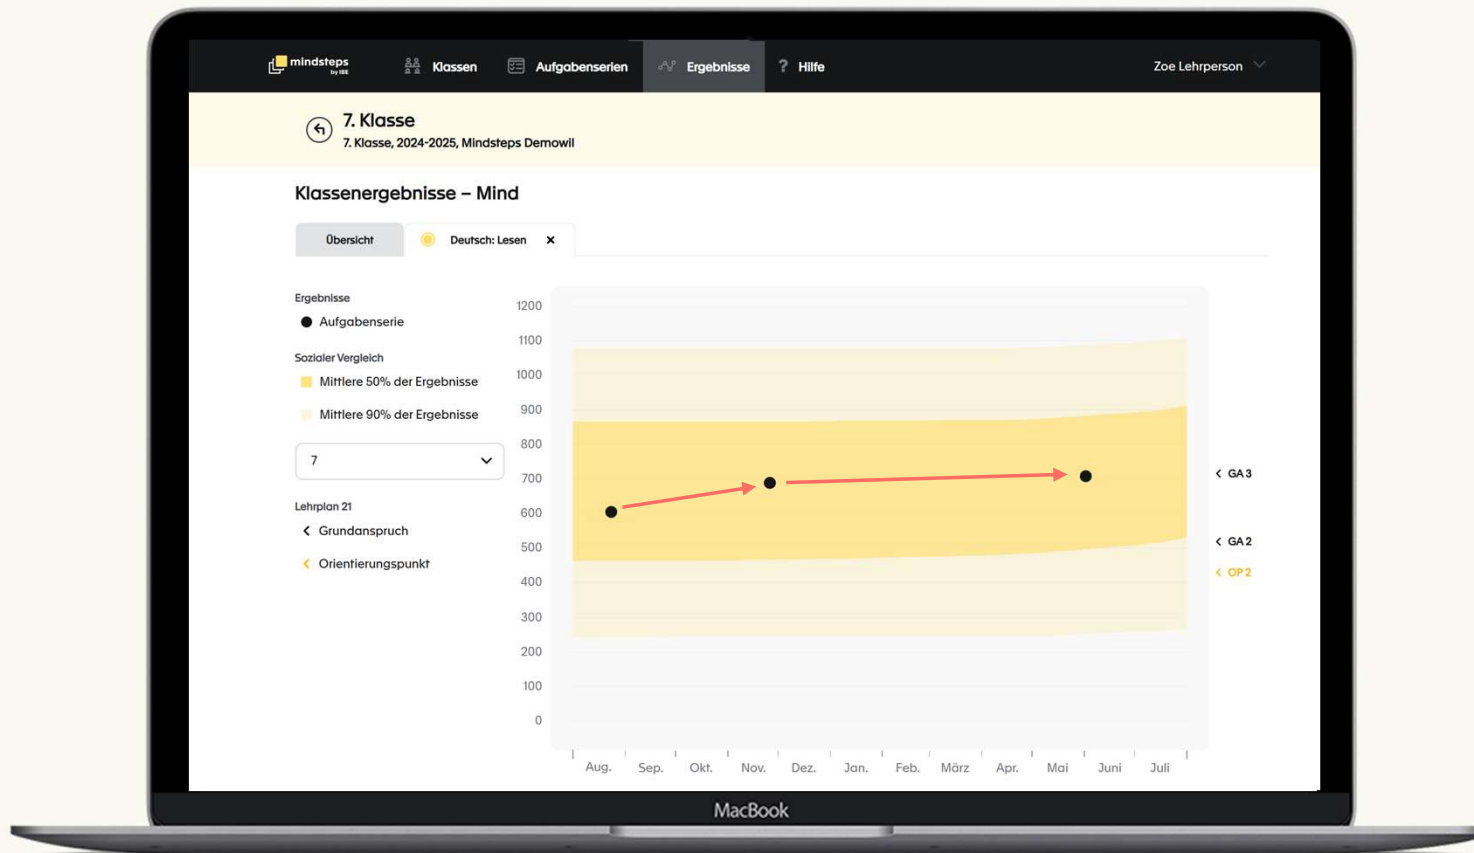 mindsteps
by IBE
Klassen
Aufgabenserien
Ergebnisse
? Hilfe
Zoe Lehrperson
7. Klasse
7. Klasse, 2024-2025, Mindsteps Demowil
Klassenergebnisse – Mind
Übersicht
Deutsch: Lesen
Ergebnisse
Aufgabenserie
Sozialer Vergleich
Mittlere 50% der Ergebnisse
Mittlere 90% der Ergebnisse
7
Lehrplan 21
Grundanspruch
Orientierungspunkt
1200
1100
1000
900
800
700
600
500
400
300
200
100
0
GA 3
GA 2
OP 2
Aug. Sep. Okt. Nov. Dez. Jan. Feb. März Apr. Mai Juni Juli
MacBook